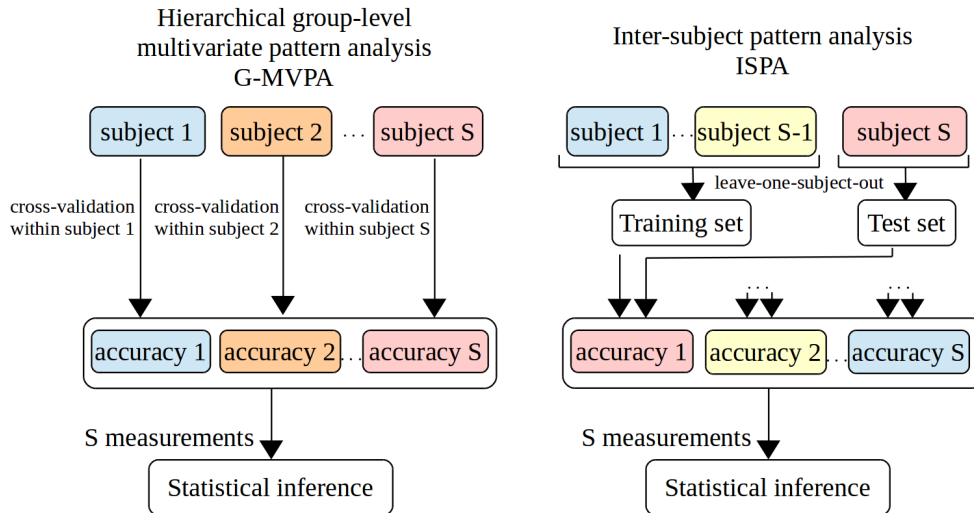 Hierarchical group-level
multivariate pattern analysis
G-MVPA
subject 1
subject 2
...
subject S
cross-validation
within subject 1
cross-validation
within subject 2
cross-validation
within subject S
accuracy 1
accuracy 2
...
accuracy S
S measurements
Statistical inference
Inter-subject pattern analysis
ISPA
subject 1
...
subject S-1
subject S
leave-one-subject-out
Training set
Test set
...
...
accuracy 1
accuracy 2
...
accuracy S
S measurements
Statistical inference